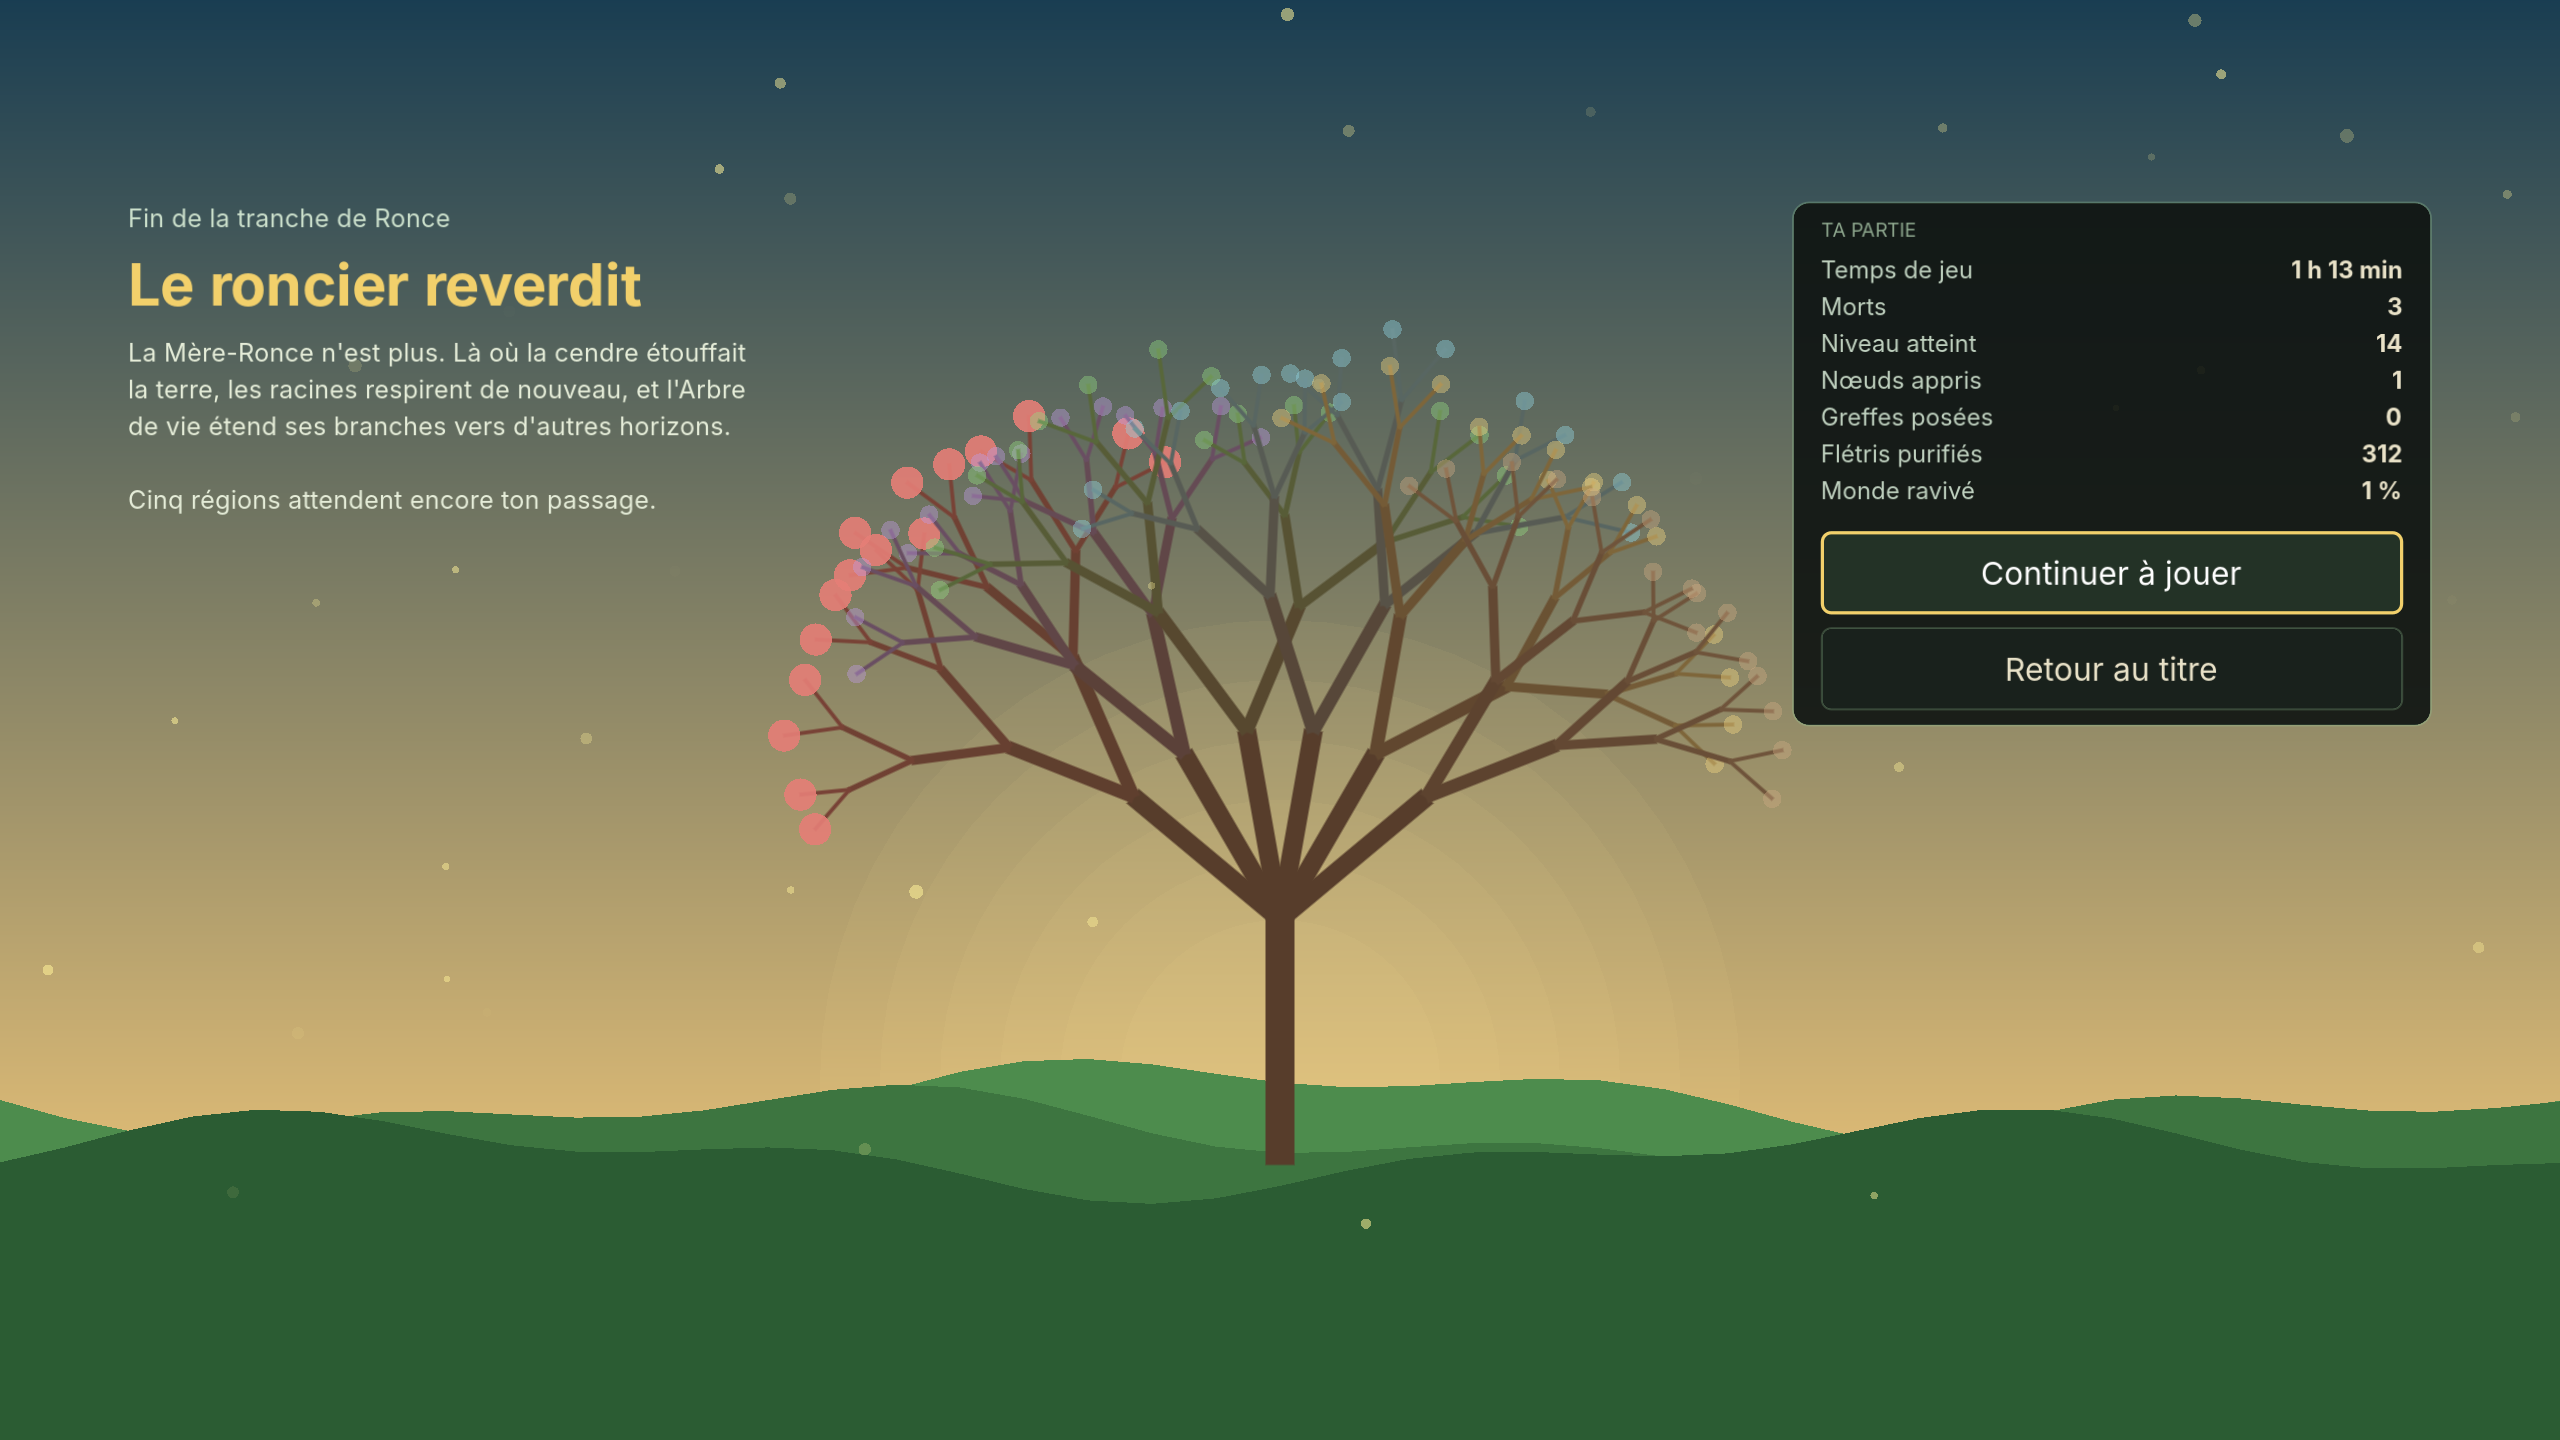 Fin de la tranche de Ronce
Le roncier reverdit
La Mère-Ronce n'est plus. Là où la cendre étouffait
la terre, les racines respirent de nouveau, et l'Arbre
de vie étend ses branches vers d'autres horizons.
Cinq régions attendent encore ton passage.
TA PARTIE
Temps de jeu 1 h 13 min
Morts 3
Niveau atteint 14
Nœuds appris 1
Greffes posées 0
Flétris purifiés 312
Monde ravivé 1 %
Continuer à jouer
Retour au titre